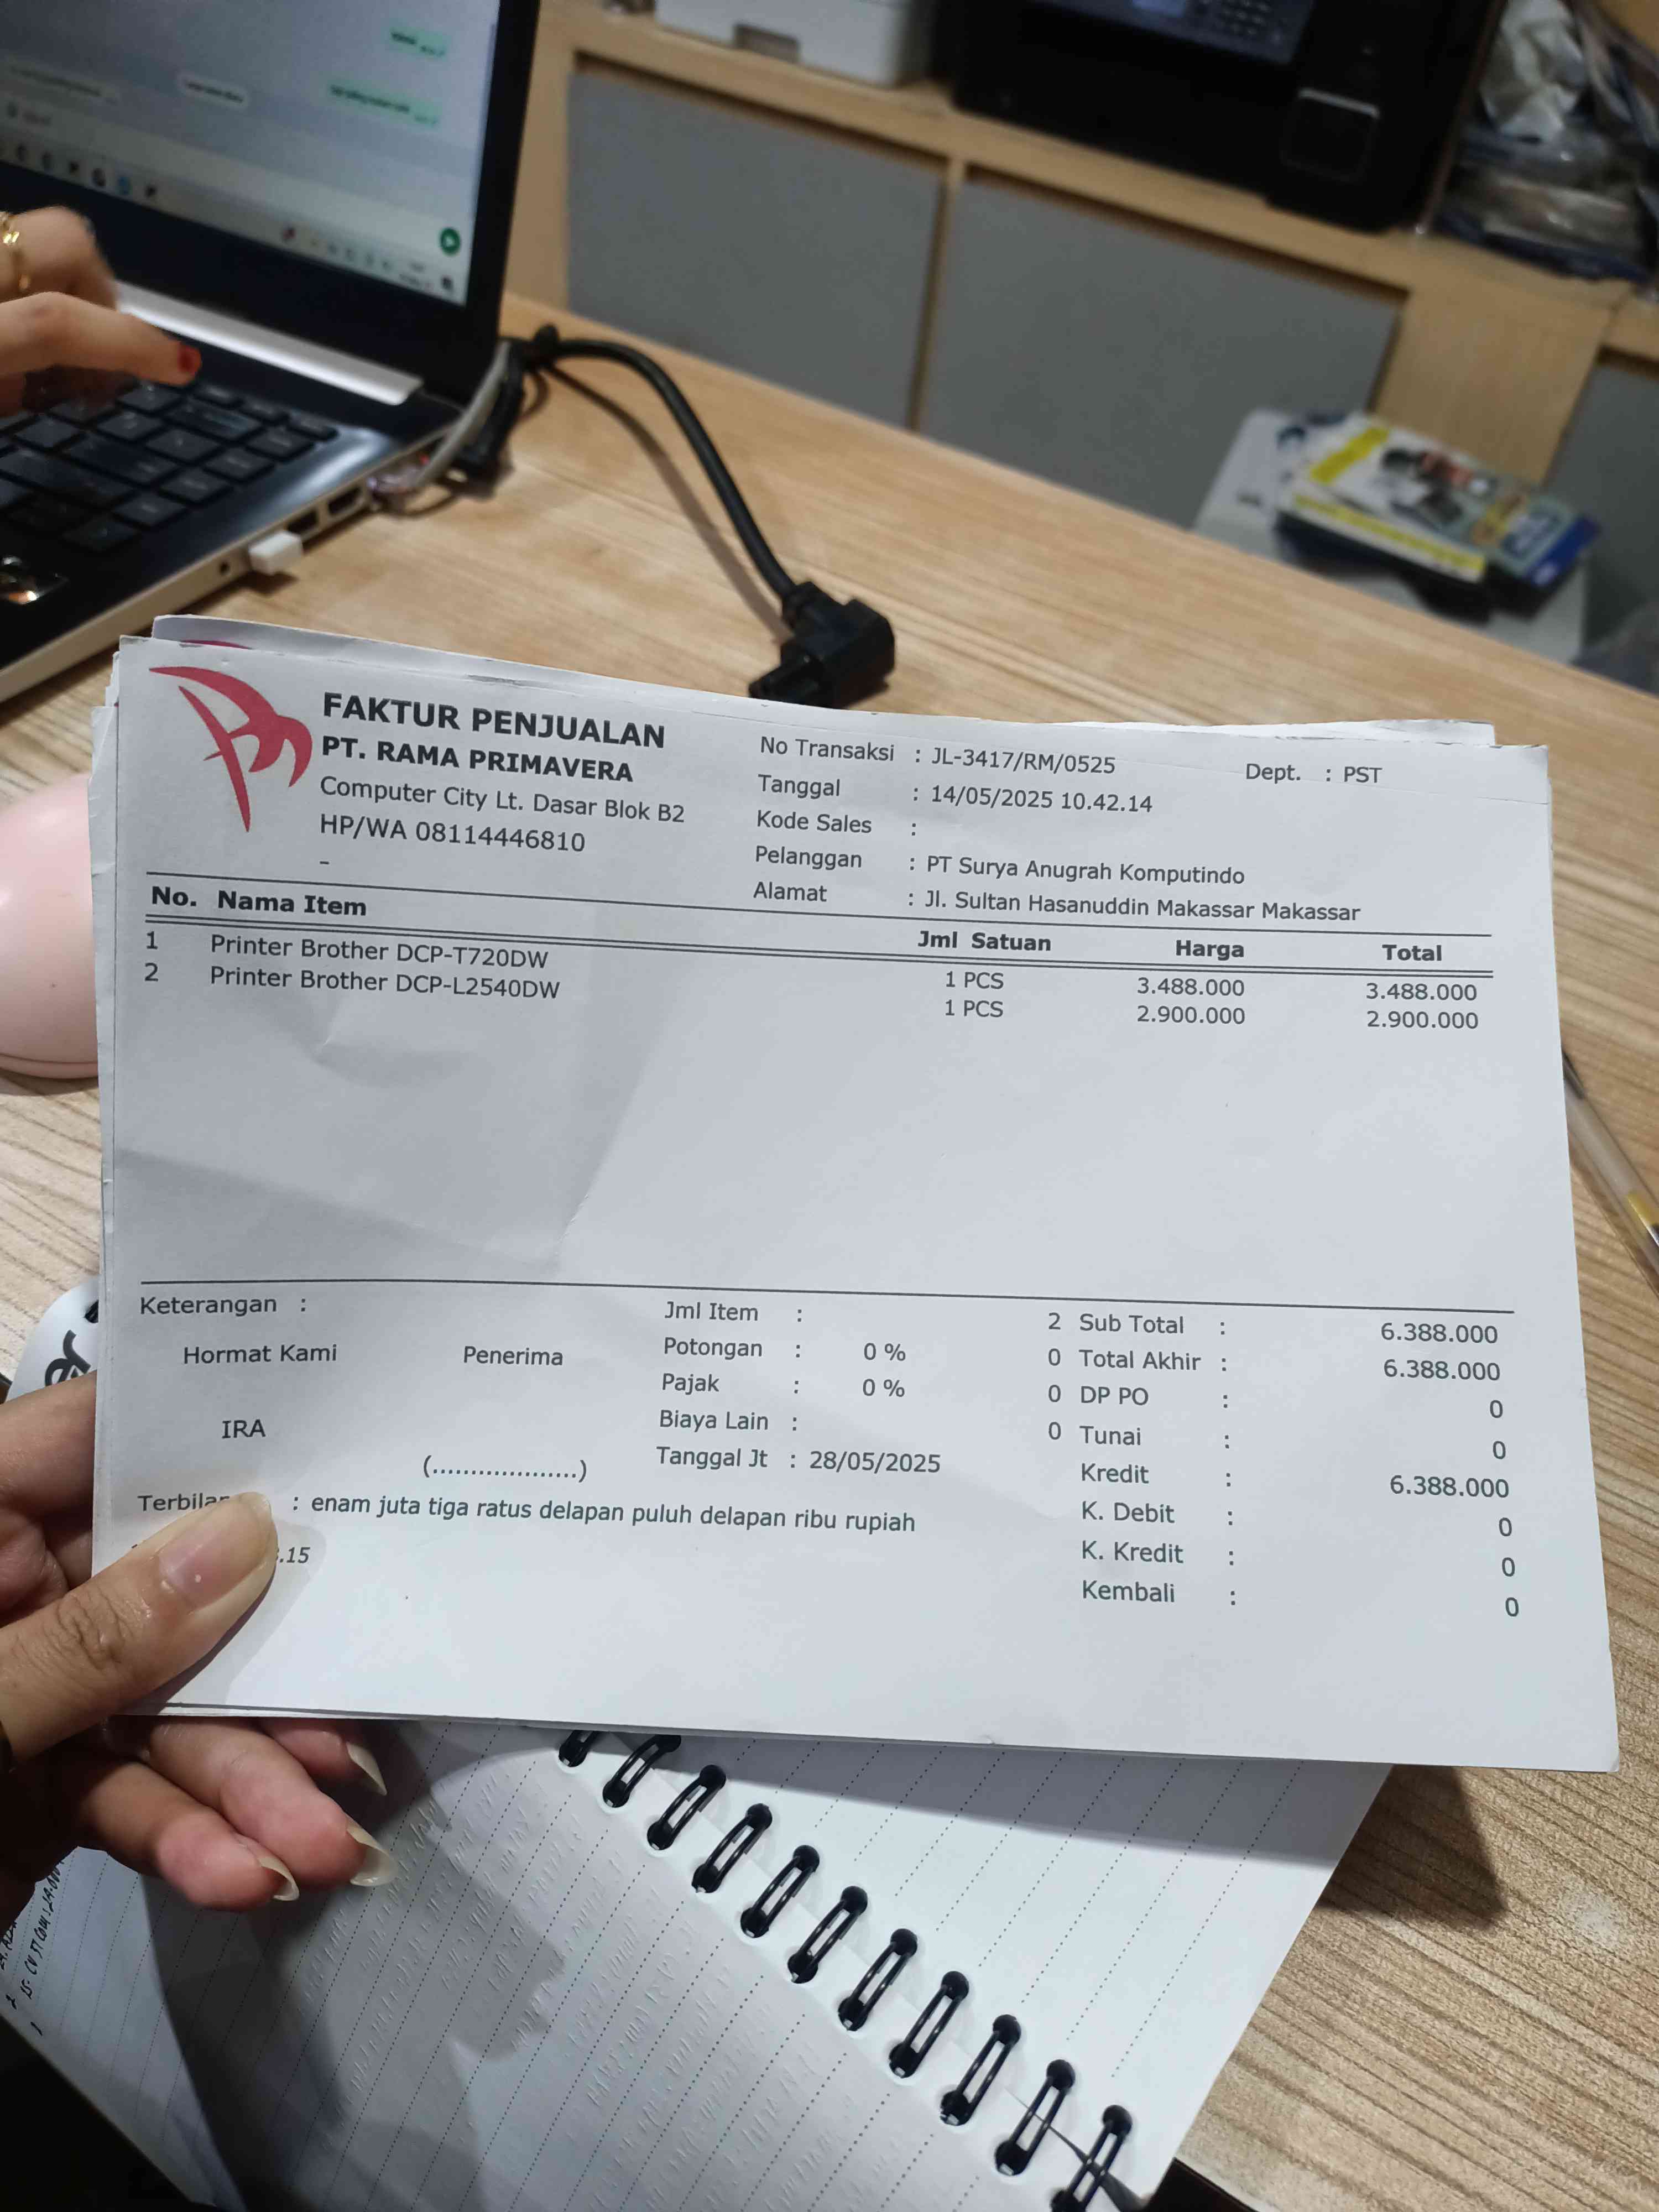 FAKTUR PENJUALAN
PT. RAMA PRIMAVERA
Computer City Lt. Dasar Blok B2
HP/WA 08114446810
-
No Transaksi : JL-3417/RM/0525 Dept. : PST
Tanggal : 14/05/2025 10.42.14
Kode Sales :
Pelanggan : PT Surya Anugrah Komputindo
Alamat : Jl. Sultan Hasanuddin Makassar Makassar
No. Nama Item Jml Satuan Harga Total
1 Printer Brother DCP-T720DW 1 PCS 3.488.000 3.488.000
2 Printer Brother DCP-L2540DW 1 PCS 2.900.000 2.900.000
Keterangan :
Hormat Kami Penerima
IRA
(...................)
Jml Item : 2
Potongan : 0 % 0
Pajak : 0 % 0
Biaya Lain : 0
Tanggal Jt : 28/05/2025
Sub Total : 6.388.000
Total Akhir : 6.388.000
DP PO : 0
Tunai : 0
Kredit : 6.388.000
K. Debit : 0
K. Kredit : 0
Kembali : 0
: enam juta tiga ratus delapan puluh delapan ribu rupiah
.15